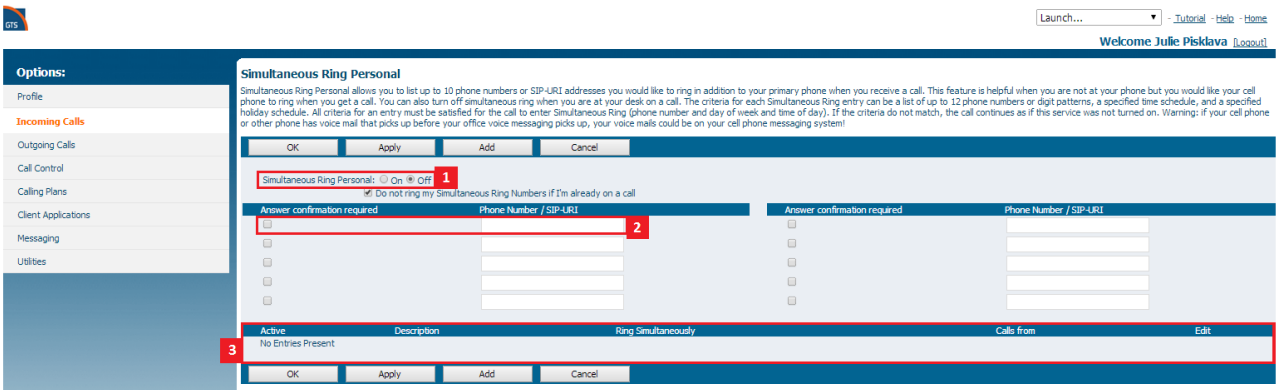 GTS
Launch... - Tutorial - Help - Home
Welcome Julie Pisklava [Logout]
Options:
Profile
Incoming Calls
Outgoing Calls
Call Control
Calling Plans
Client Applications
Messaging
Utilities
Simultaneous Ring Personal
Simultaneous Ring Personal allows you to list up to 10 phone numbers or SIP-URI addresses you would like to ring in addition to your primary phone when you receive a call. This feature is helpful when you are not at your phone but you would like your cell
phone to ring when you get a call. You can also turn off simultaneous ring when you are at your desk on a call. The criteria for each Simultaneous Ring entry can be a list of up to 12 phone numbers or digit patterns, a specified time schedule, and a specified
holiday schedule. All criteria for an entry must be satisfied for the call to enter Simultaneous Ring (phone number and day of week and time of day). If the criteria do not match, the call continues as if this service was not turned on. Warning: if your cell phone
or other phone has voice mail that picks up before your office voice messaging picks up, your voice mails could be on your cell phone messaging system!
OK Apply Add Cancel
Simultaneous Ring Personal: On Off 1
Do not ring my Simultaneous Ring Numbers if I'm already on a call
Answer confirmation required Phone Number / SIP-URI Answer confirmation required Phone Number / SIP-URI
2
Active Description Ring Simultaneously Calls from Edit
No Entries Present
3
OK Apply Add Cancel